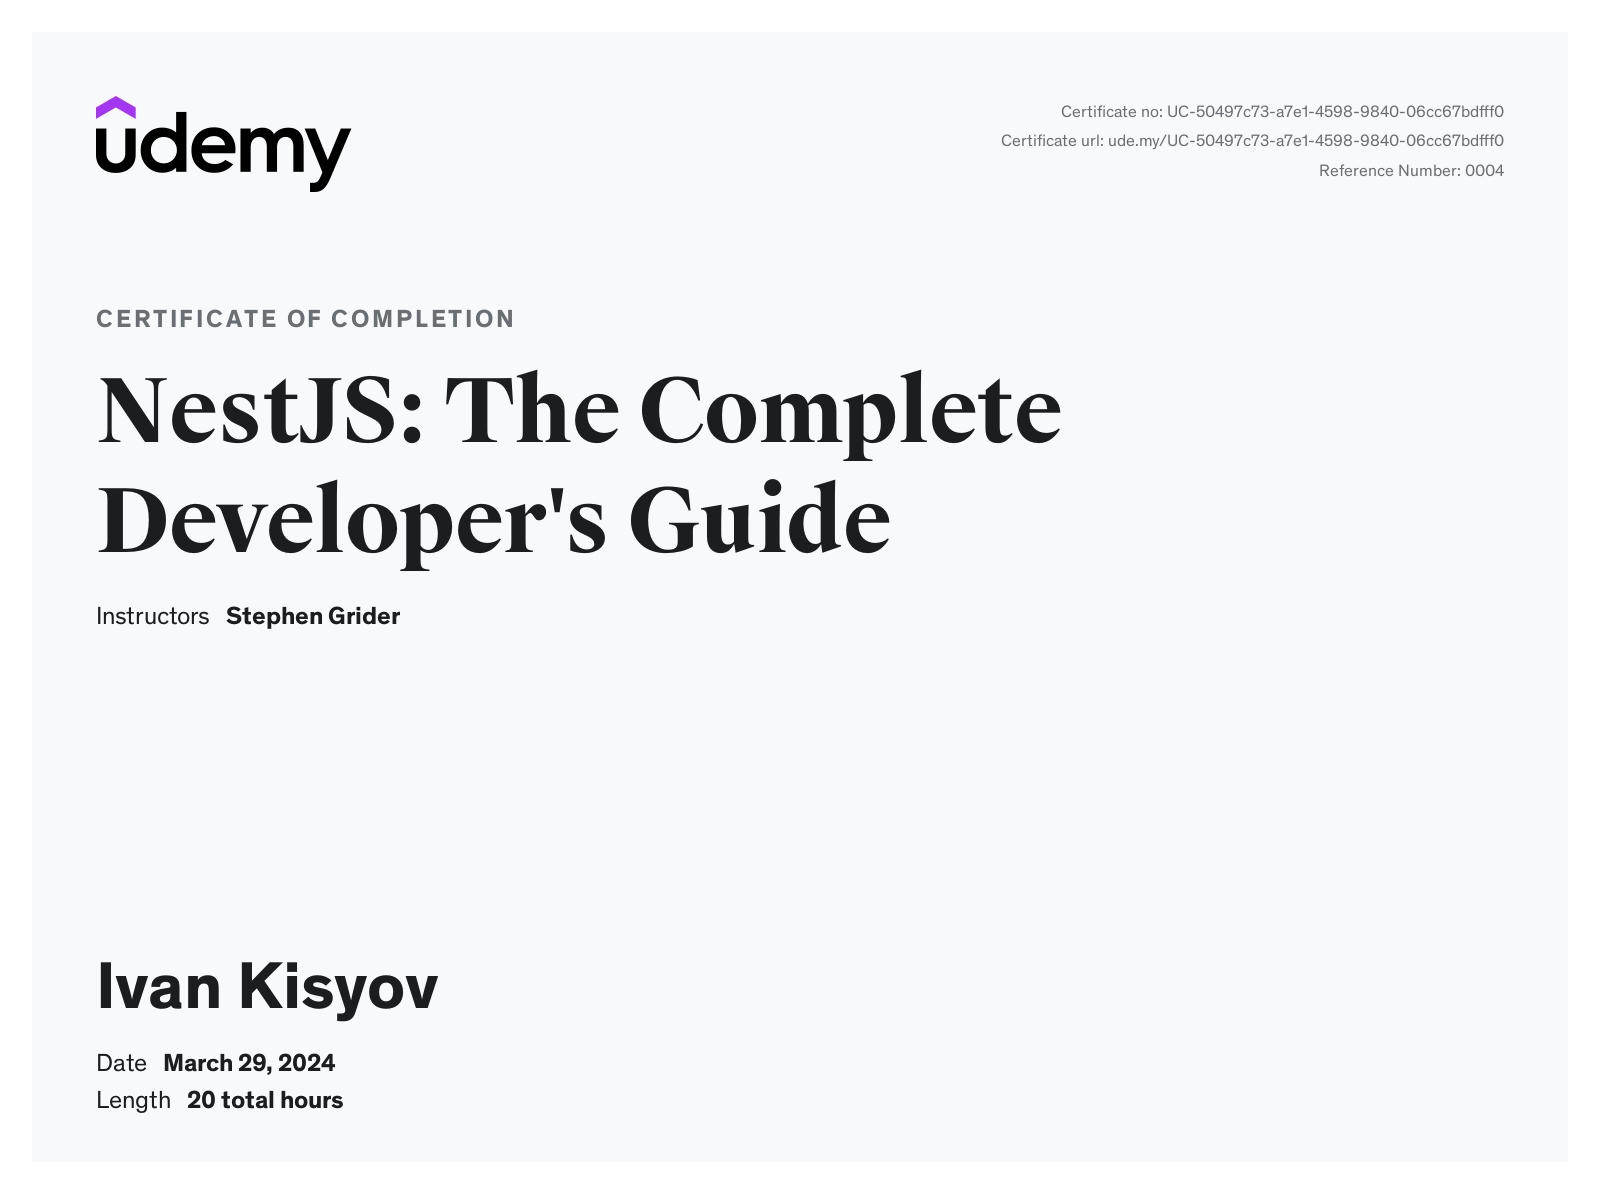 udemy
Certificate no: UC-50497c73-a7e1-4598-9840-06cc67bdfff0
Certificate url: ude.my/UC-50497c73-a7e1-4598-9840-06cc67bdfff0
Reference Number: 0004
CERTIFICATE OF COMPLETION
NestJS: The Complete
Developer's Guide
Instructors Stephen Grider
Ivan Kisyov
Date March 29, 2024
Length 20 total hours